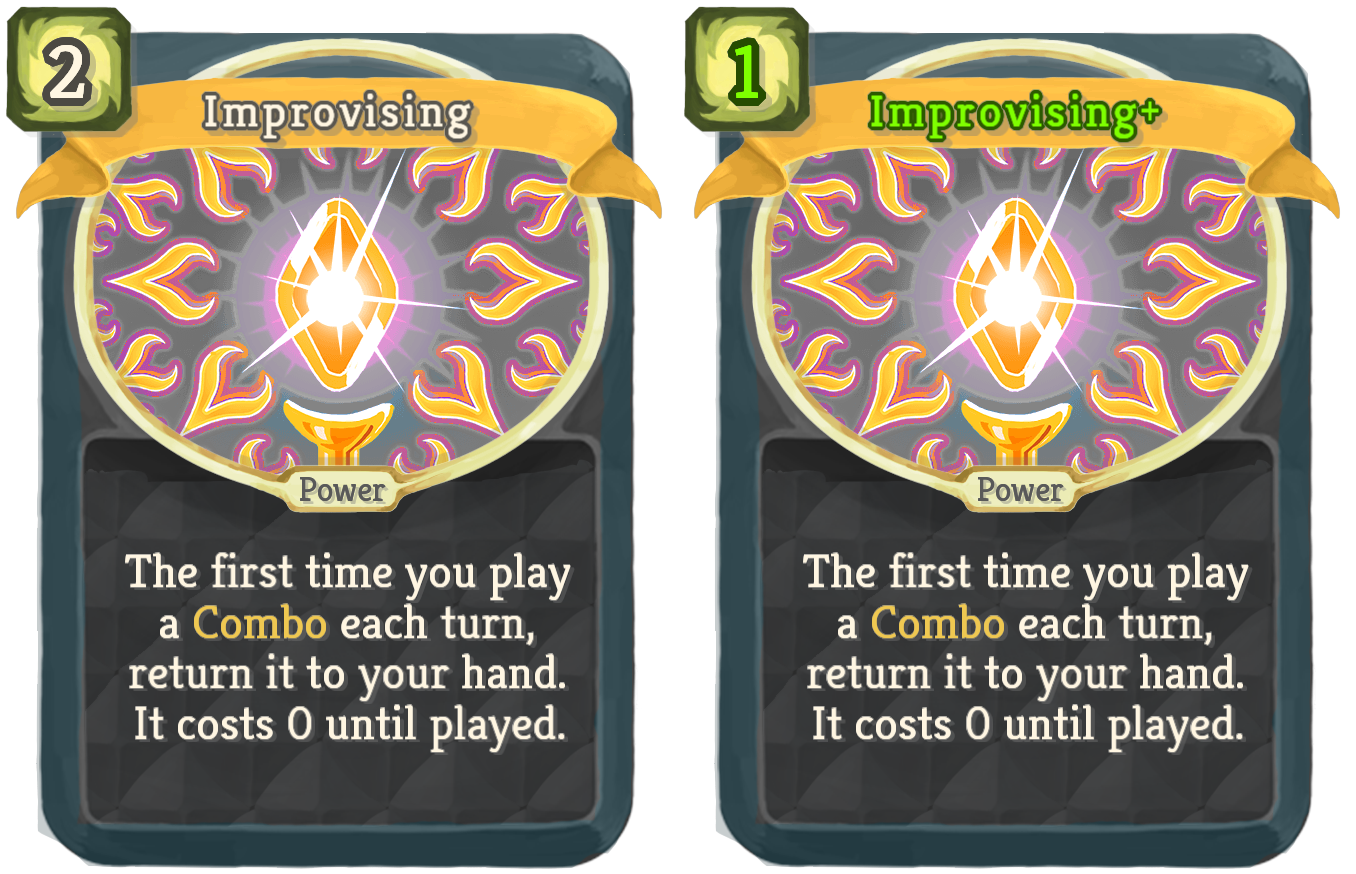 2
Improvising
Power
The first time you play
a Combo each turn,
return it to your hand.
It costs 0 until played.
1
Improvising+
Power
The first time you play
a Combo each turn,
return it to your hand.
It costs 0 until played.